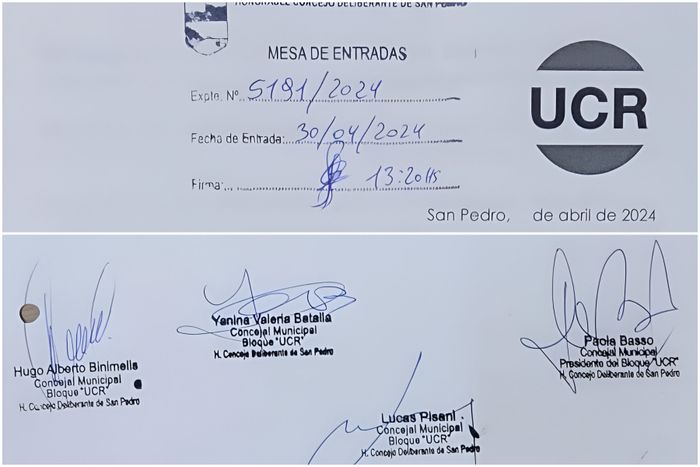 HONORABLE CONCEJO DELIBERANTE DE SAN PEDRO
MESA DE ENTRADAS
Expte. Nº 5191/2024
Fecha de Entrada: 30/04/2024
Firma: 13:20Hs
UCR
San Pedro, de abril de 2024
Hugo Alberto Binimelis
Concejal Municipal
Bloque "UCR"
H. Concejo Deliberante de San Pedro
Yanina Valeria Batalla
Concejal Municipal
Bloque "UCR"
H. Concejo Deliberante de San Pedro
Paola Basso
Concejal Municipal
Presidente del Bloque "UCR"
H. Concejo Deliberante de San Pedro
Lucas Pisani
Concejal Municipal
Bloque "UCR"
H. Concejo Deliberante de San Pedro